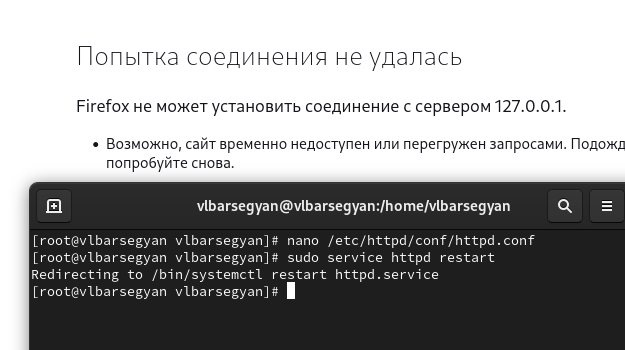 Попытка соединения не удалась
Firefox не может установить соединение с сервером 127.0.0.1.
• Возможно, сайт временно недоступен или перегружен запросами. Подожд
попробуйте снова.
vlbarsegyan@vlbarsegyan:/home/vlbarsegyan
[root@vlbarsegyan vlbarsegyan]# nano /etc/httpd/conf/httpd.conf
[root@vlbarsegyan vlbarsegyan]# sudo service httpd restart
Redirecting to /bin/systemctl restart httpd.service
[root@vlbarsegyan vlbarsegyan]#